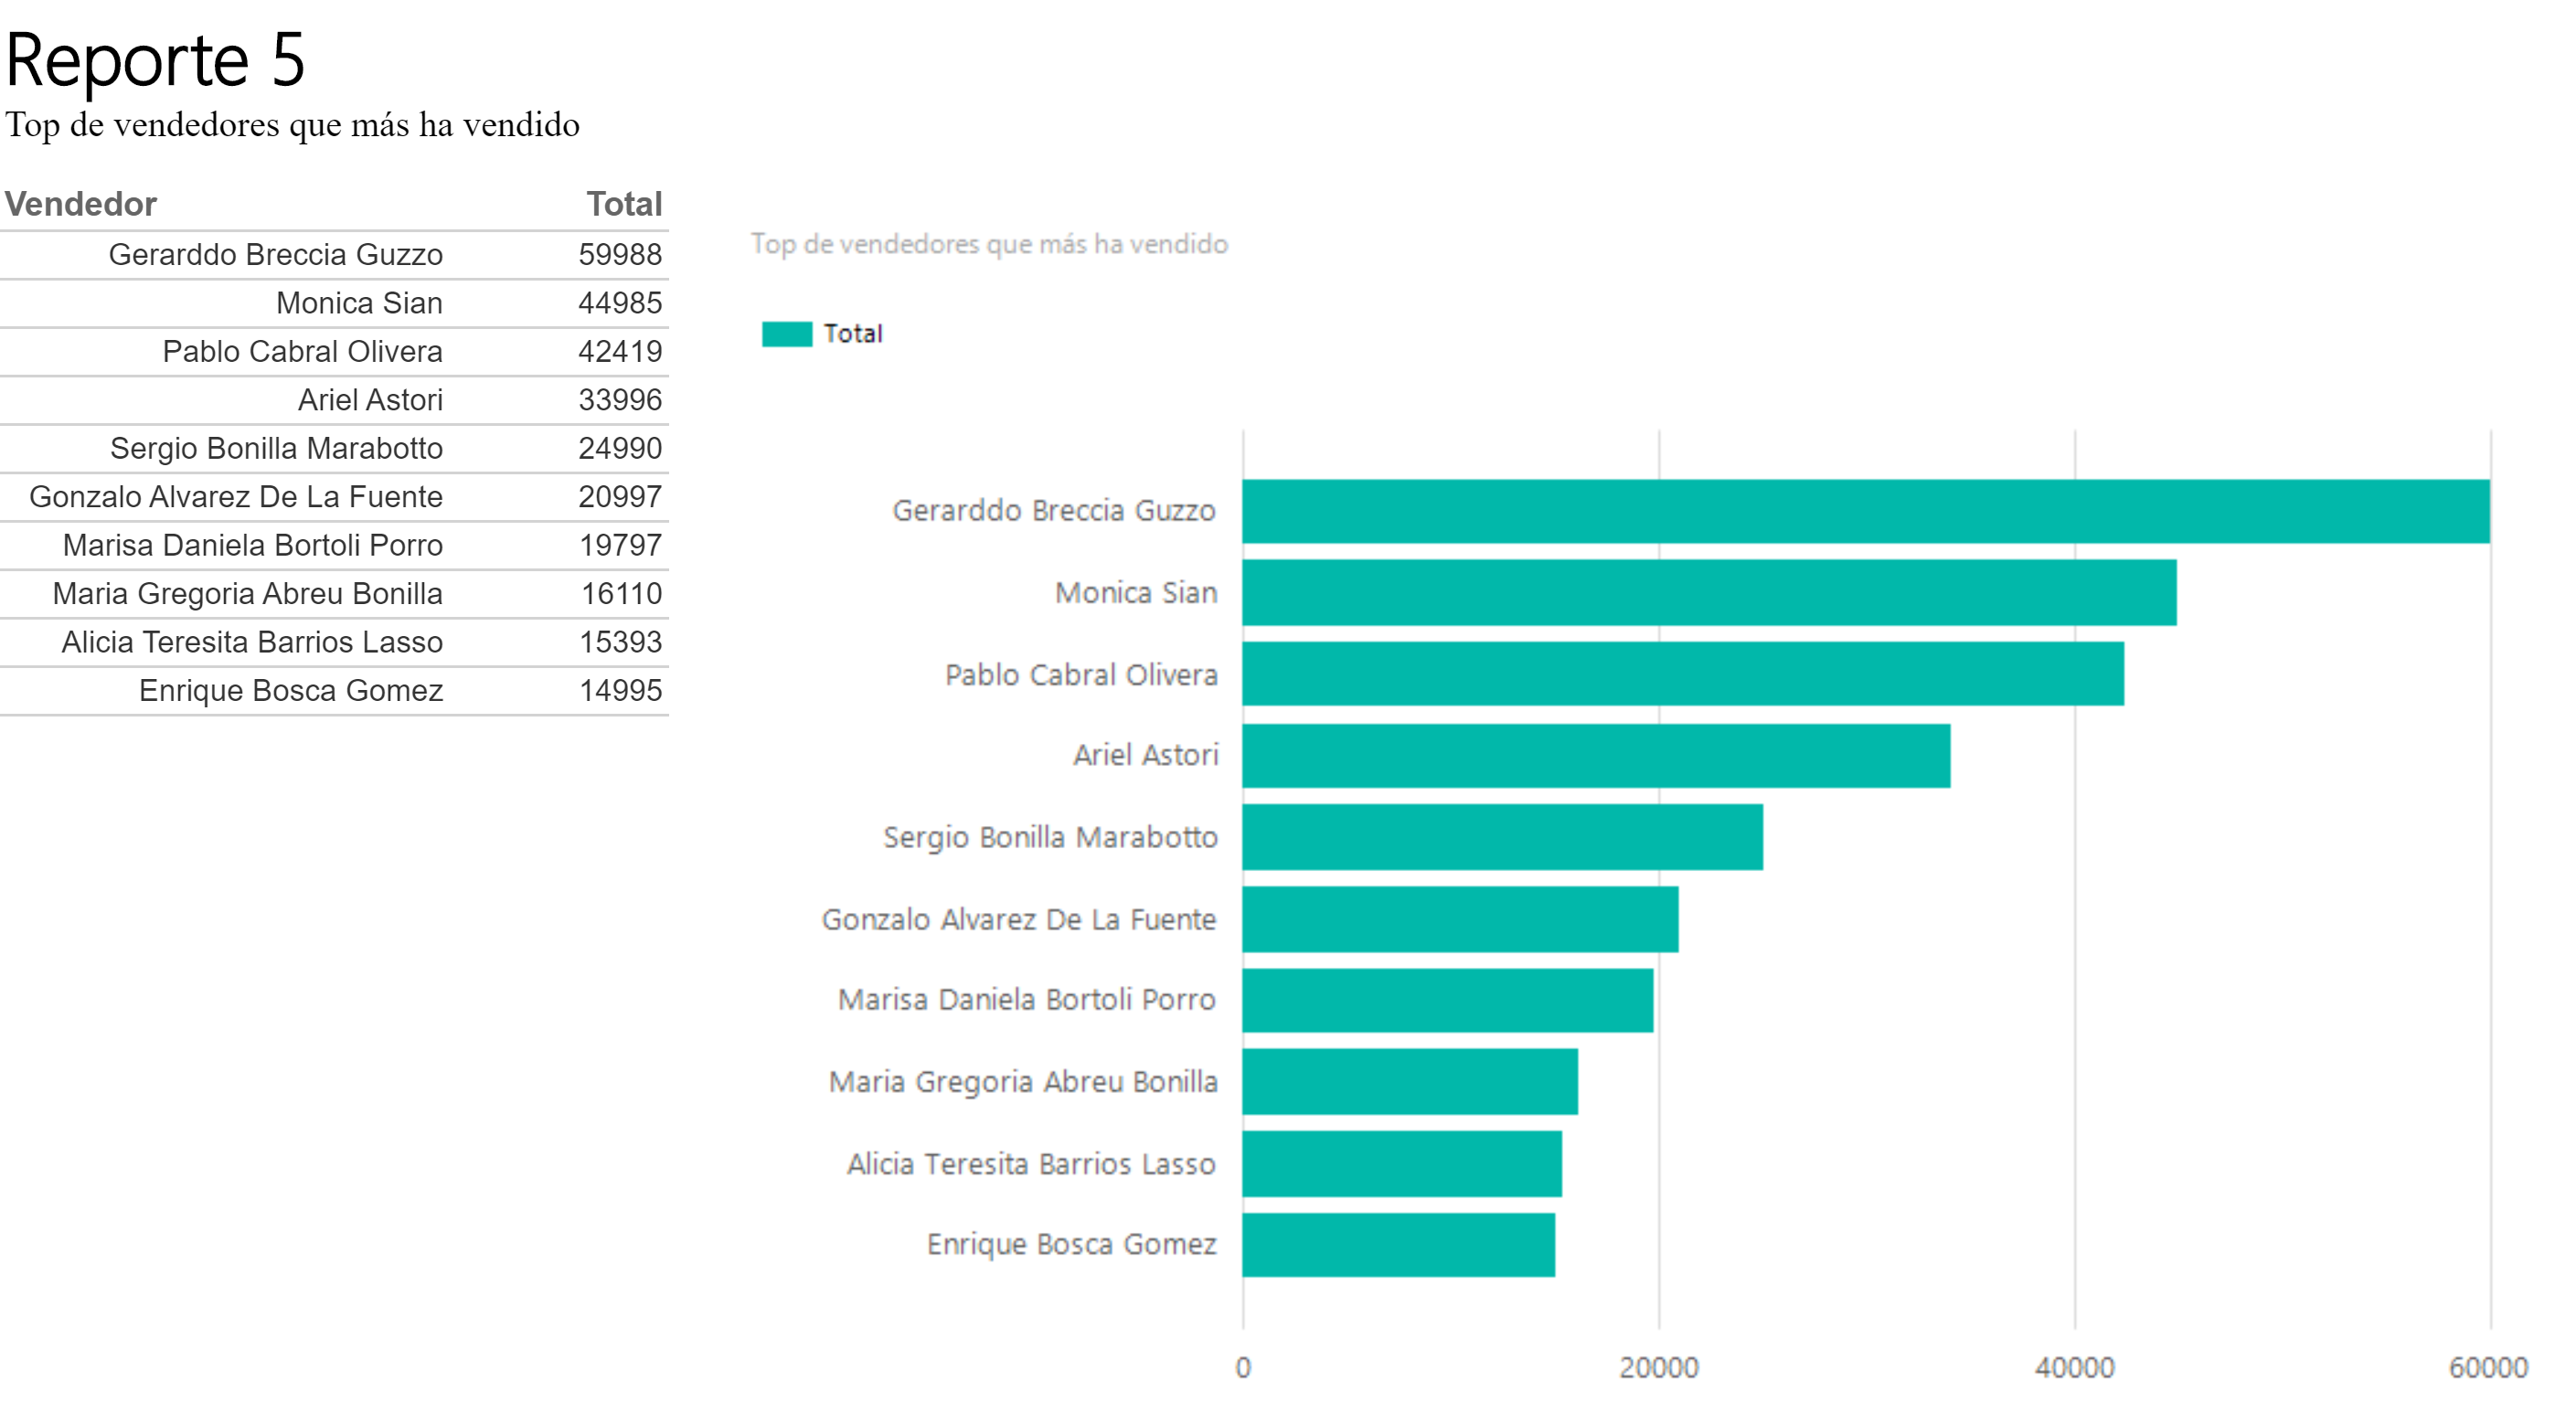 Reporte 5
Top de vendedores que más ha vendido
Vendedor Total
Gerarddo Breccia Guzzo 59988
Monica Sian 44985
Pablo Cabral Olivera 42419
Ariel Astori 33996
Sergio Bonilla Marabotto 24990
Gonzalo Alvarez De La Fuente 20997
Marisa Daniela Bortoli Porro 19797
Maria Gregoria Abreu Bonilla 16110
Alicia Teresita Barrios Lasso 15393
Enrique Bosca Gomez 14995
Top de vendedores que más ha vendido
Total
Gerarddo Breccia Guzzo
Monica Sian
Pablo Cabral Olivera
Ariel Astori
Sergio Bonilla Marabotto
Gonzalo Alvarez De La Fuente
Marisa Daniela Bortoli Porro
Maria Gregoria Abreu Bonilla
Alicia Teresita Barrios Lasso
Enrique Bosca Gomez
0 20000 40000 60000